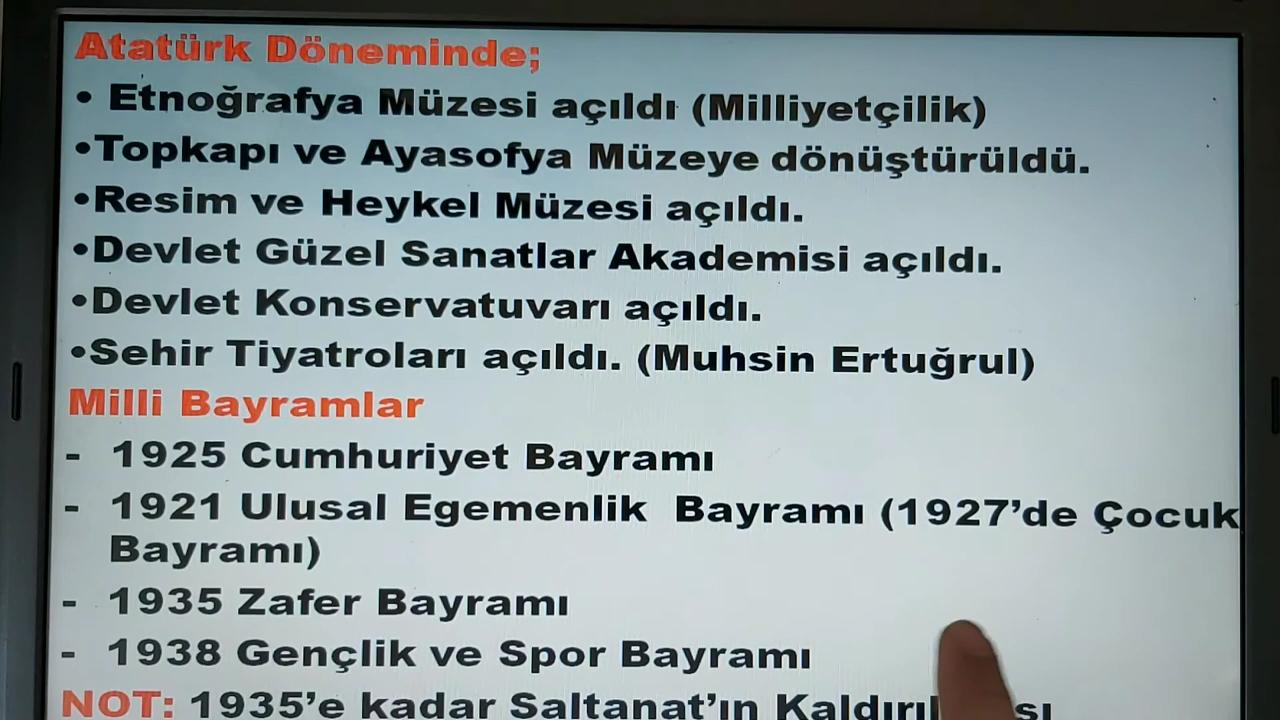 Atatürk Döneminde;
• Etnoğrafya Müzesi açıldı (Milliyetçilik)
•Topkapı ve Ayasofya Müzeye dönüştürüldü.
•Resim ve Heykel Müzesi açıldı.
•Devlet Güzel Sanatlar Akademisi açıldı.
•Devlet Konservatuvarı açıldı.
•Sehir Tiyatroları açıldı. (Muhsin Ertuğrul)
Milli Bayramlar
- 1925 Cumhuriyet Bayramı
- 1921 Ulusal Egemenlik Bayramı (1927’de Çocuk
Bayramı)
- 1935 Zafer Bayramı
- 1938 Gençlik ve Spor Bayramı
NOT: 1935’e kadar Saltanat’ın